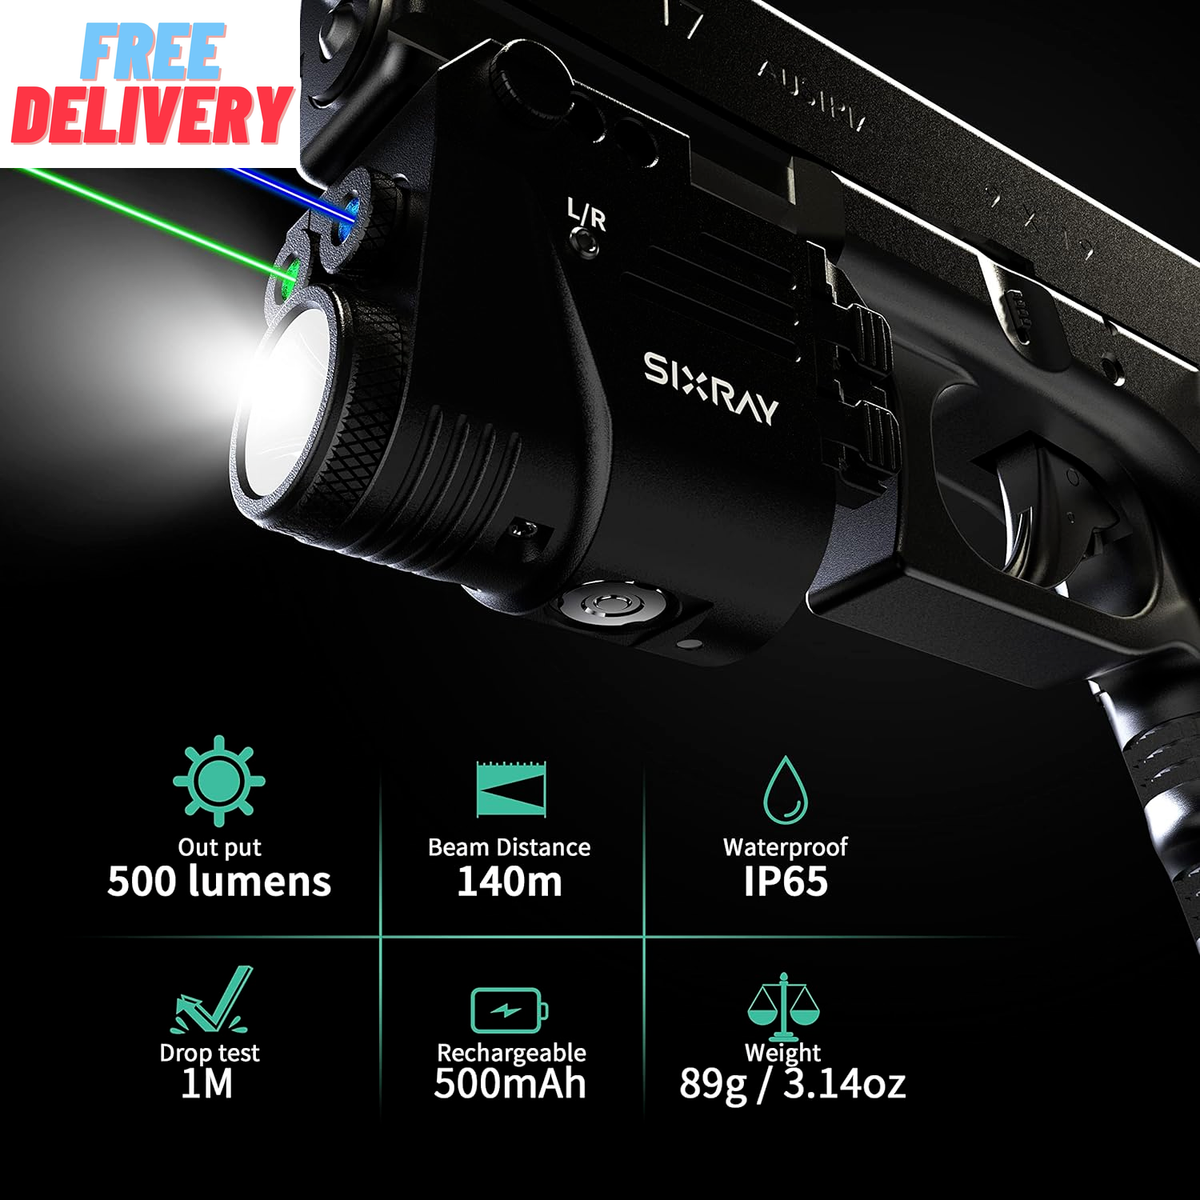 FREE
DELIVERY
17
L/R
SIXRAY
Out put
500 lumens
Beam Distance
140m
Waterproof
IP65
Drop test
1M
Rechargeable
500mAh
Weight
89g / 3.14oz